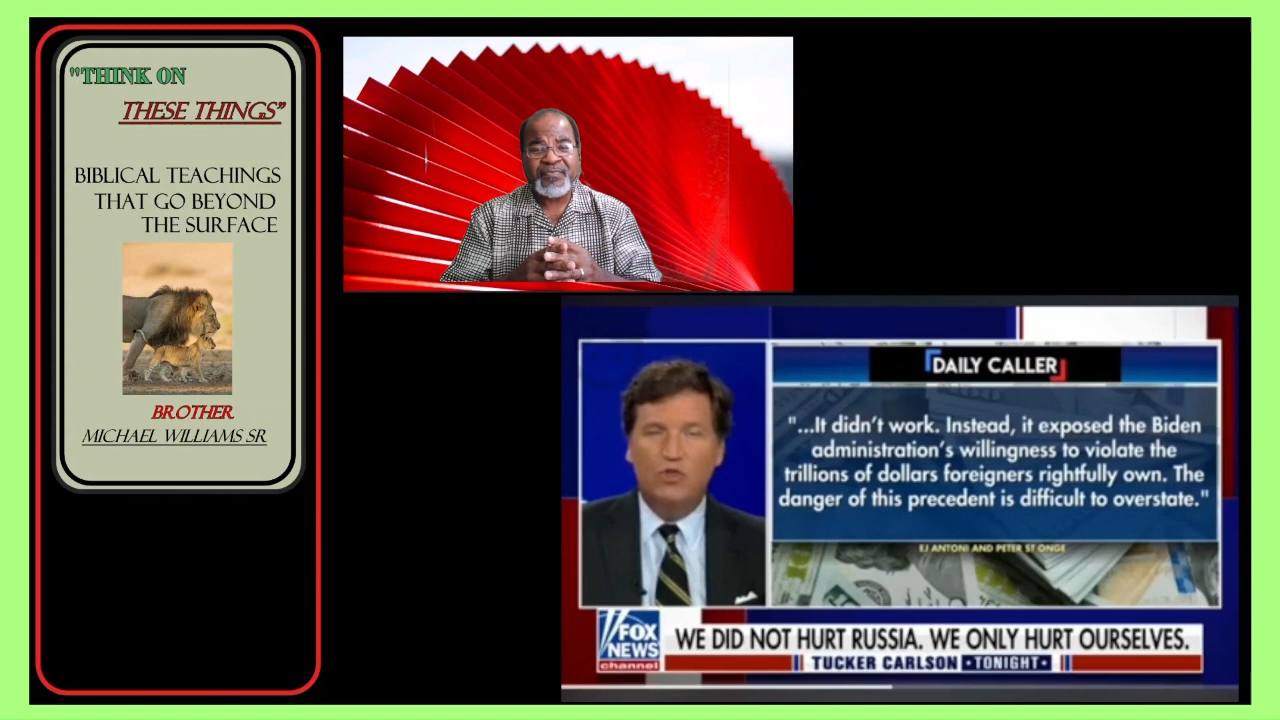 "THINK ON
THESE THINGS"
BIBLICAL TEACHINGS
THAT GO BEYOND
THE SURFACE
BROTHER
MICHAEL WILLIAMS SR
DAILY CALLER
"...It didn't work. Instead, it exposed the Biden
administration's willingness to violate the
trillions of dollars foreigners rightfully own. The
danger of this precedent is difficult to overstate."
EJ ANTONI AND PETER ST ONGE
FOX
NEWS
channel
WE DID NOT HURT RUSSIA. WE ONLY HURT OURSELVES.
TUCKER CARLSON • TONIGHT •